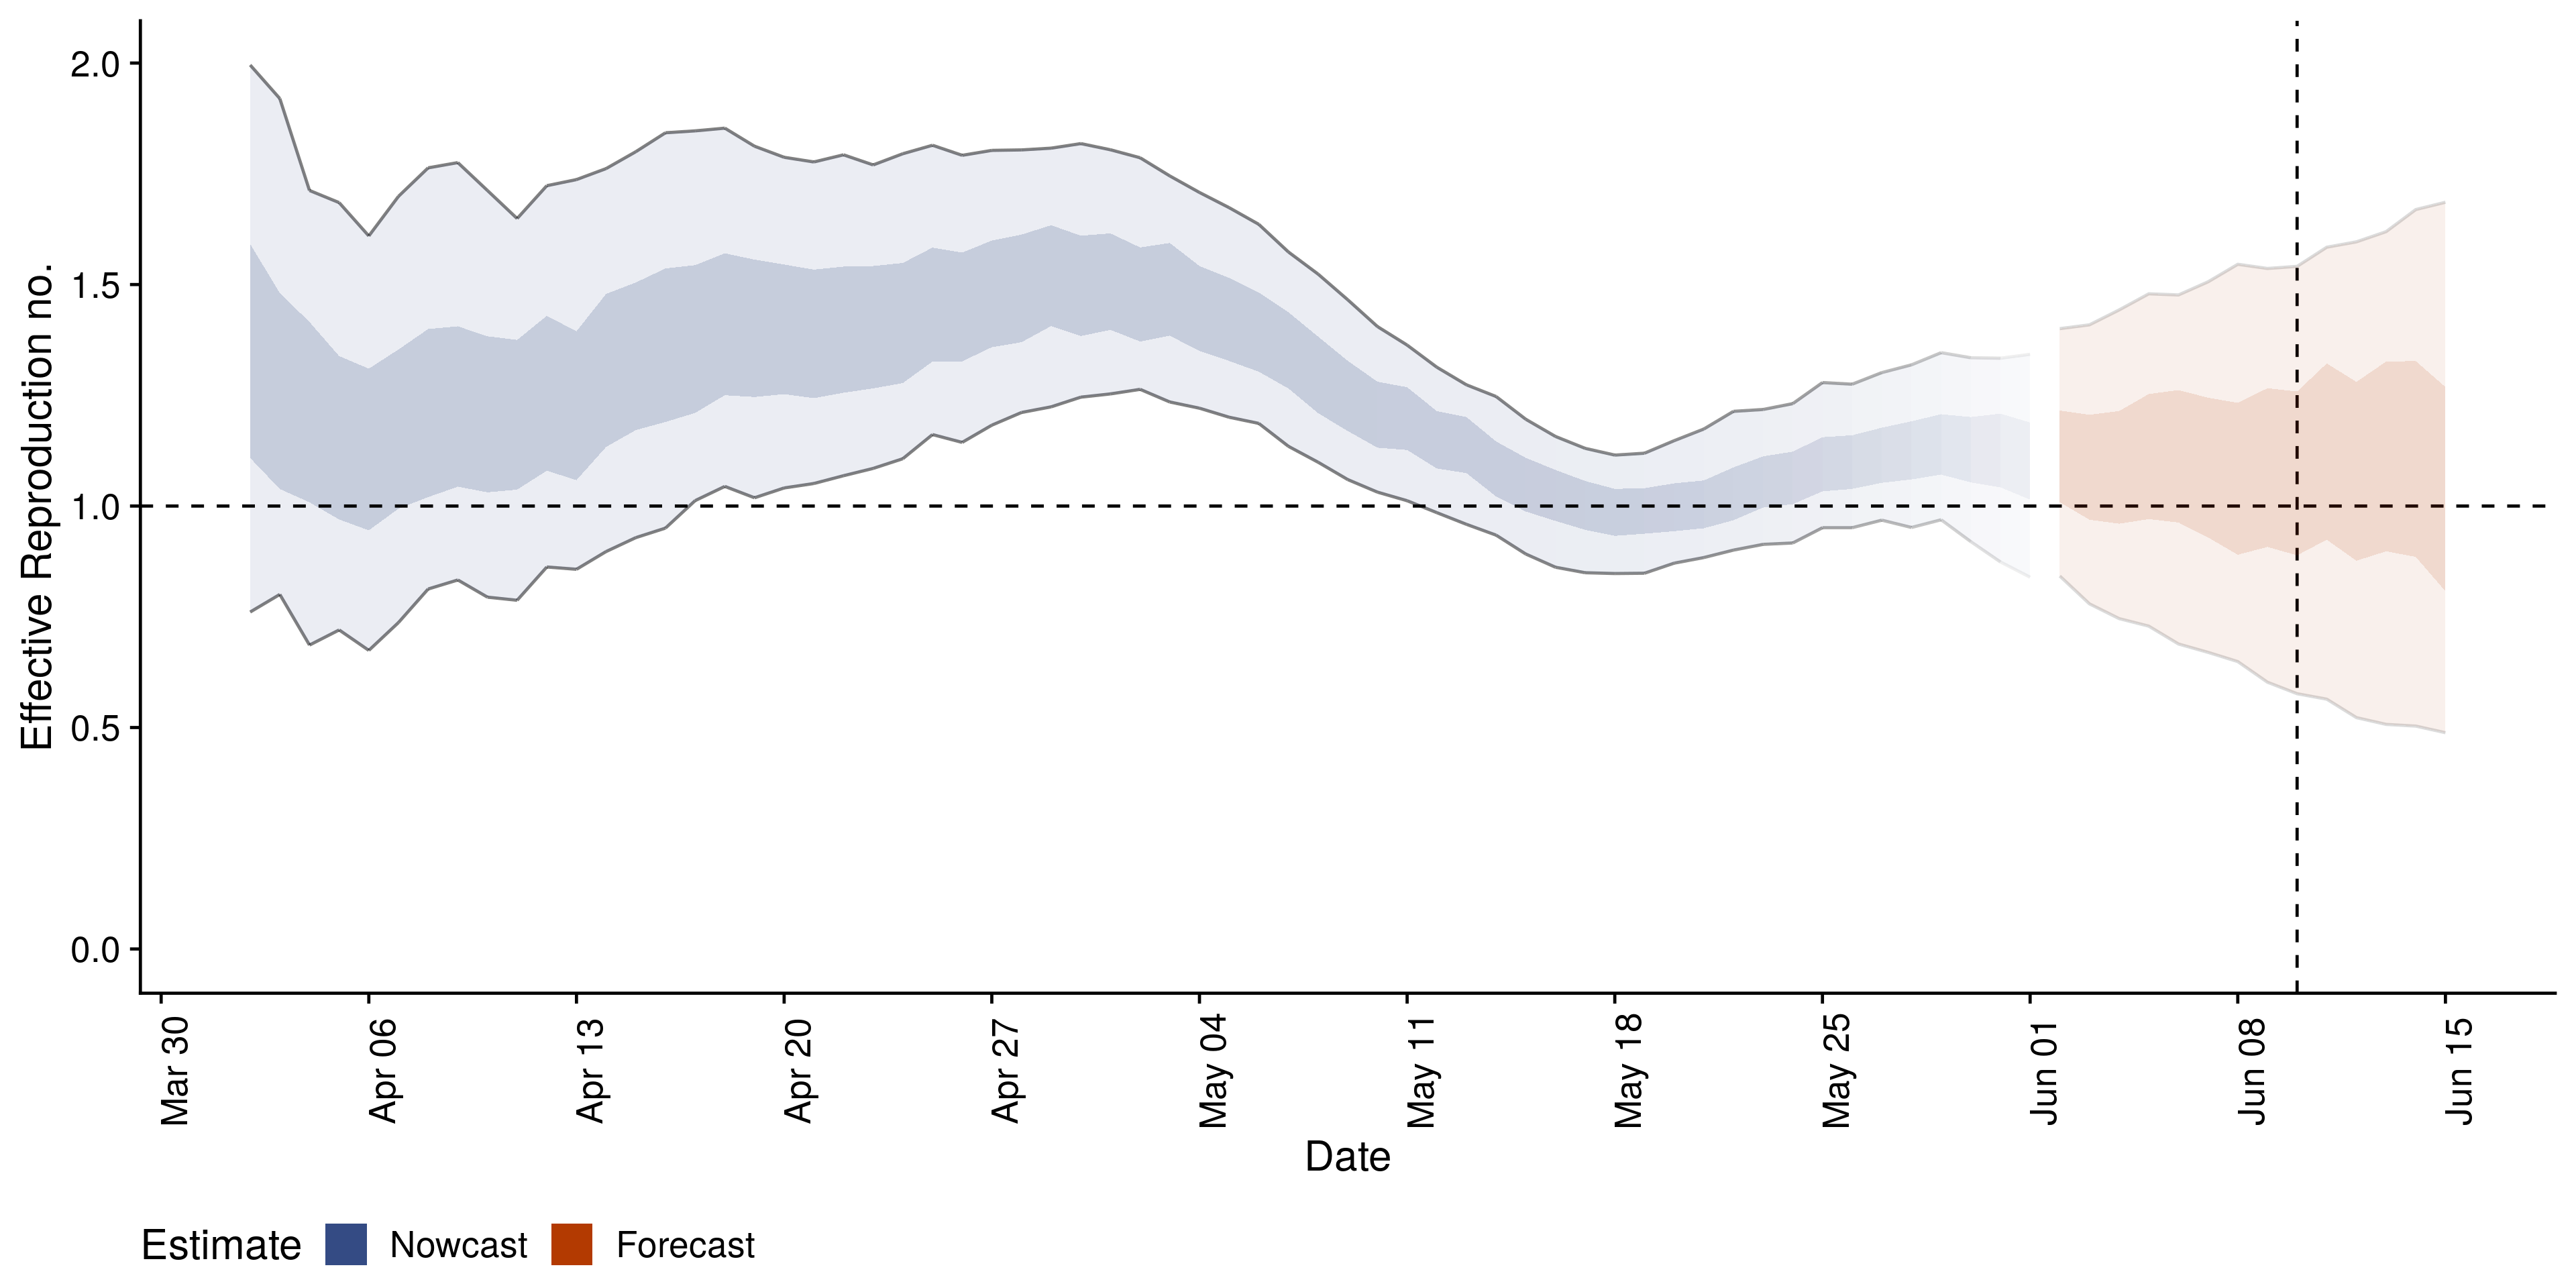 Effective Reproduction no.
2.0
1.5
1.0
0.5
0.0
Mar 30
Apr 06
Apr 13
Apr 20
Apr 27
May 04
May 11
May 18
May 25
Jun 01
Jun 08
Jun 15
Date
Estimate Nowcast Forecast